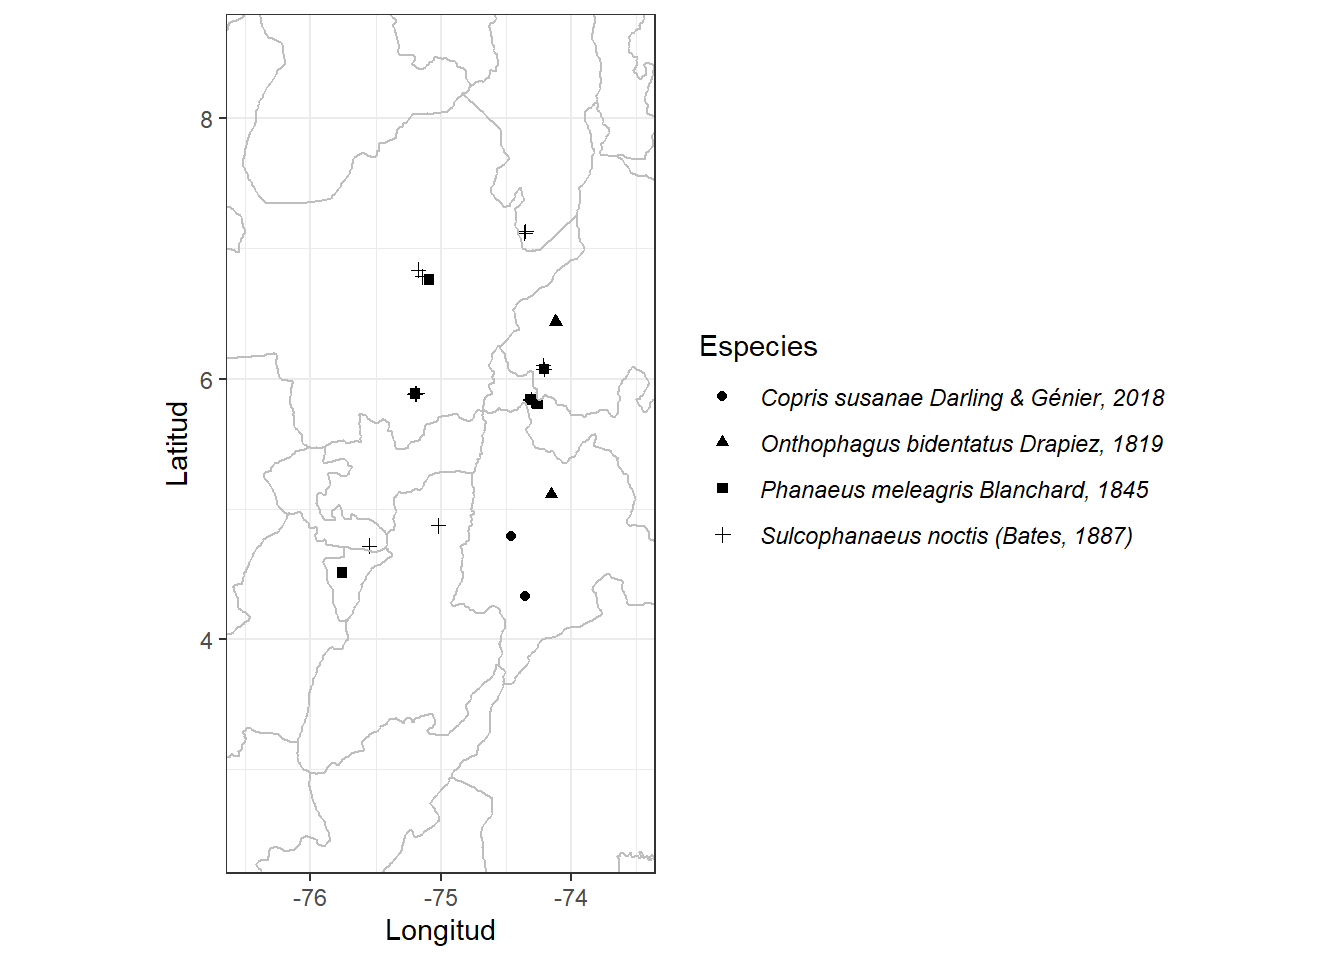 8
6
4
Latitud
-76
-75
-74
Longitud
Especies
Copris susanae Darling & Génier, 2018
Onthophagus bidentatus Drapiez, 1819
Phanaeus meleagris Blanchard, 1845
Sulcophanaeus noctis (Bates, 1887)